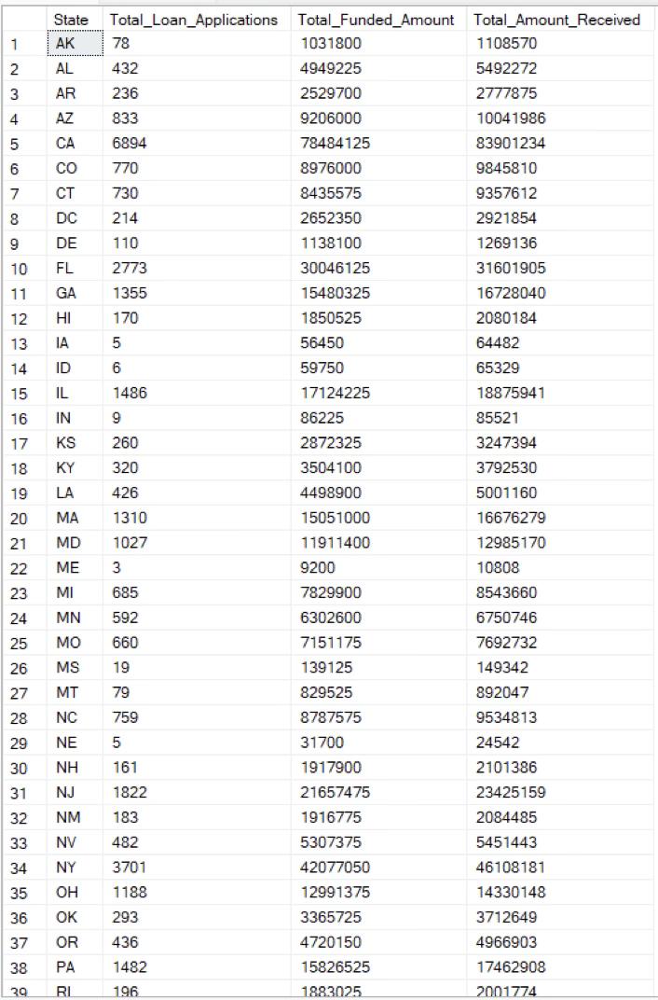 State Total_Loan_Applications Total_Funded_Amount Total_Amount_Received
1 AK 78 1031800 1108570
2 AL 432 4949225 5492272
3 AR 236 2529700 2777875
4 AZ 833 9206000 10041986
5 CA 6894 78484125 83901234
6 CO 770 8976000 9845810
7 CT 730 8435575 9357612
8 DC 214 2652350 2921854
9 DE 110 1138100 1269136
10 FL 2773 30046125 31601905
11 GA 1355 15480325 16728040
12 HI 170 1850525 2080184
13 IA 5 56450 64482
14 ID 6 59750 65329
15 IL 1486 17124225 18875941
16 IN 9 86225 85521
17 KS 260 2872325 3247394
18 KY 320 3504100 3792530
19 LA 426 4498900 5001160
20 MA 1310 15051000 16676279
21 MD 1027 11911400 12985170
22 ME 3 9200 10808
23 MI 685 7829900 8543660
24 MN 592 6302600 6750746
25 MO 660 7151175 7692732
26 MS 19 139125 149342
27 MT 79 829525 892047
28 NC 759 8787575 9534813
29 NE 5 31700 24542
30 NH 161 1917900 2101386
31 NJ 1822 21657475 23425159
32 NM 183 1916775 2084485
33 NV 482 5307375 5451443
34 NY 3701 42077050 46108181
35 OH 1188 12991375 14330148
36 OK 293 3365725 3712649
37 OR 436 4720150 4966903
38 PA 1482 15826525 17462908
39 RI 196 1883025 2001774